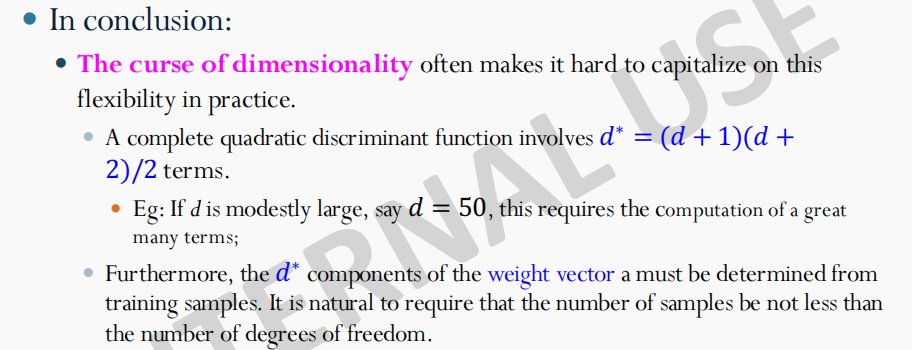 • In conclusion:
• The curse of dimensionality often makes it hard to capitalize on this
flexibility in practice.
• A complete quadratic discriminant function involves d* = (d + 1)(d +
2)/2 terms.
• Eg: If d is modestly large, say d = 50, this requires the computation of a great
many terms;
• Furthermore, the d* components of the weight vector a must be determined from
training samples. It is natural to require that the number of samples be not less than
the number of degrees of freedom.
TERNAL USE